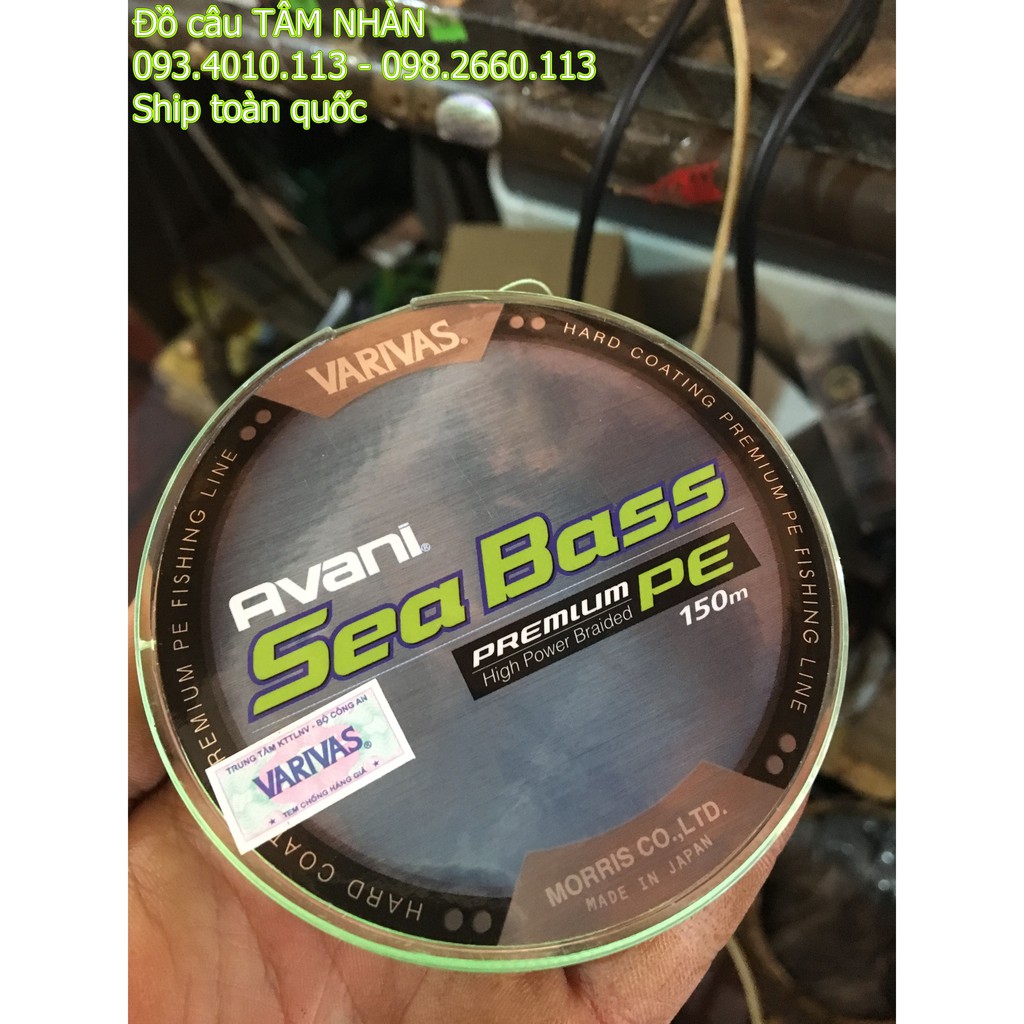 Đồ câu TÂM NHÀN
093.4010.113 - 098.2660.113
Ship toàn quốc
VARIVAS®
HARD COATING PREMIUM PE FISHING LINE
Avani®
Sea Bass
PREMIUM PE
High Power Braided
150m
TRUNG TÂM KTTLNV - BỘ CÔNG AN
VARIVAS®
★ TEM CHỐNG HÀNG GIẢ ★
MORRIS CO.,LTD.
MADE IN JAPAN
HARD COAT
REMIUM PE FISHING LINE